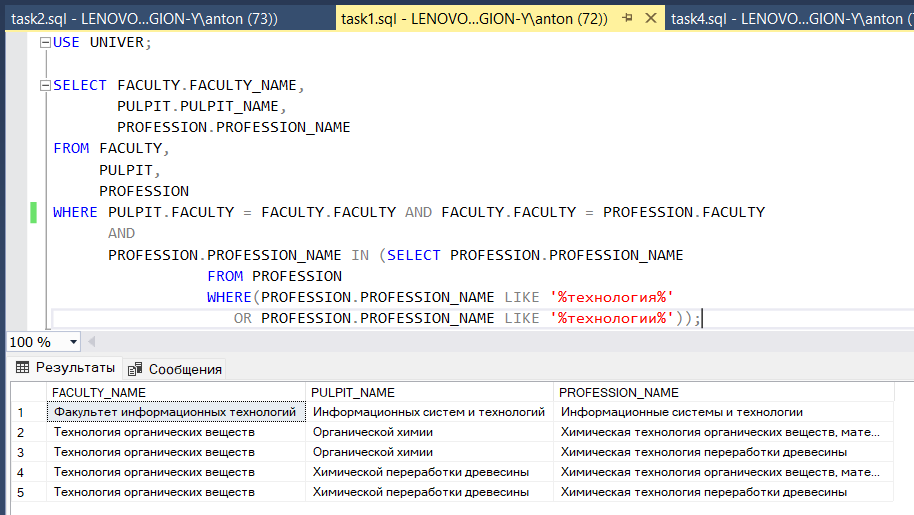 task2.sql - LENOVO...GION-Y\anton (73))
task1.sql - LENOVO...GION-Y\anton (72))
task4.sql - LENOVO...GION-Y\anton (7
USE UNIVER;
SELECT FACULTY.FACULTY_NAME,
PULPIT.PULPIT_NAME,
PROFESSION.PROFESSION_NAME
FROM FACULTY,
PULPIT,
PROFESSION
WHERE PULPIT.FACULTY = FACULTY.FACULTY AND FACULTY.FACULTY = PROFESSION.FACULTY
AND
PROFESSION.PROFESSION_NAME IN (SELECT PROFESSION.PROFESSION_NAME
FROM PROFESSION
WHERE(PROFESSION.PROFESSION_NAME LIKE '%технология%'
OR PROFESSION.PROFESSION_NAME LIKE '%технологии%'));
100 %
Результаты Сообщения
FACULTY_NAME PULPIT_NAME PROFESSION_NAME
1 Факультет информационных технологий Информационных систем и технологий Информационные системы и технологии
2 Технология органических веществ Органической химии Химическая технология органических веществ, мате...
3 Технология органических веществ Органической химии Химическая технология переработки древесины
4 Технология органических веществ Химической переработки древесины Химическая технология органических веществ, мате...
5 Технология органических веществ Химической переработки древесины Химическая технология переработки древесины